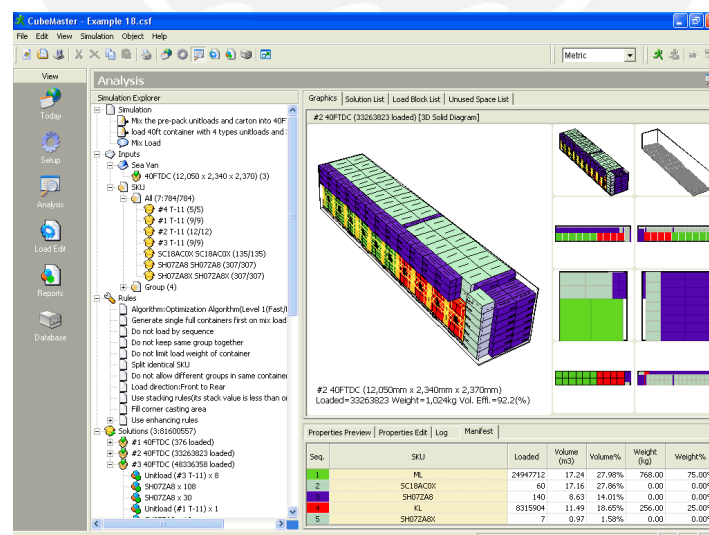 CubeMaster - Example 18.csf
File Edit View Simulation Object Help
Metric
View
Today
Setup
Analysis
Load Edit
Reports
Database
Analysis
Simulation Explorer
Simulation
Mix the pre-pack unitloads and carton into 40F
load 40ft container with 4 types unitloads and
Mix Load
Inputs
Sea Van
40FTDC (12,050 x 2,340 x 2,370) (3)
SKU
All (7:784/784)
#4 T-11 (5/5)
#1 T-11 (9/9)
#2 T-11 (12/12)
#3 T-11 (9/9)
SC18AC0X SC18AC0X (135/135)
SH07ZA8 SH07ZA8 (307/307)
SH07ZA8X SH07ZA8X (307/307)
Group (4)
Rules
Algorithm:Optimization Algorithm(Level 1(Fast/
Generate single full containers first on mix load
Do not load by sequence
Do not keep same group together
Do not limit load weight of container
Split identical SKU
Do not allow different groups in same container
Load direction:Front to Rear
Use stacking rules(its stack value is less than or
Fill corner casting area
Use enhancing rules
Solutions (3:81600557)
#1 40FTDC (376 loaded)
#2 40FTDC (33263823 loaded)
#3 40FTDC (48336358 loaded)
Unitload (#3 T-11) x 8
SH07ZA8 x 108
SH07ZA8 x 30
Unitload (#1 T-11) x 1
Graphics Solution List Load Block List Unused Space List
#2 40FTDC (33263823 loaded) [3D Solid Diagram]
#2 40FTDC (12,050mm x 2,340mm x 2,370mm)
Loaded=33263823 Weight=1,024kg Vol. Effi.=92.2(%)
Properties Preview Properties Edit Log Manifest
Seq. SKU Loaded Volume (m3) Volume% Weight (kg) Weight%
1 ML 24947712 17.24 27.98% 768.00 75.00%
2 SC18AC0X 60 17.16 27.86% 0.00 0.00%
3 SH07ZA8 140 8.63 14.01% 0.00 0.00%
4 KL 8315904 11.49 18.65% 256.00 25.00%
5 SH07ZA8X 7 0.97 1.58% 0.00 0.00%